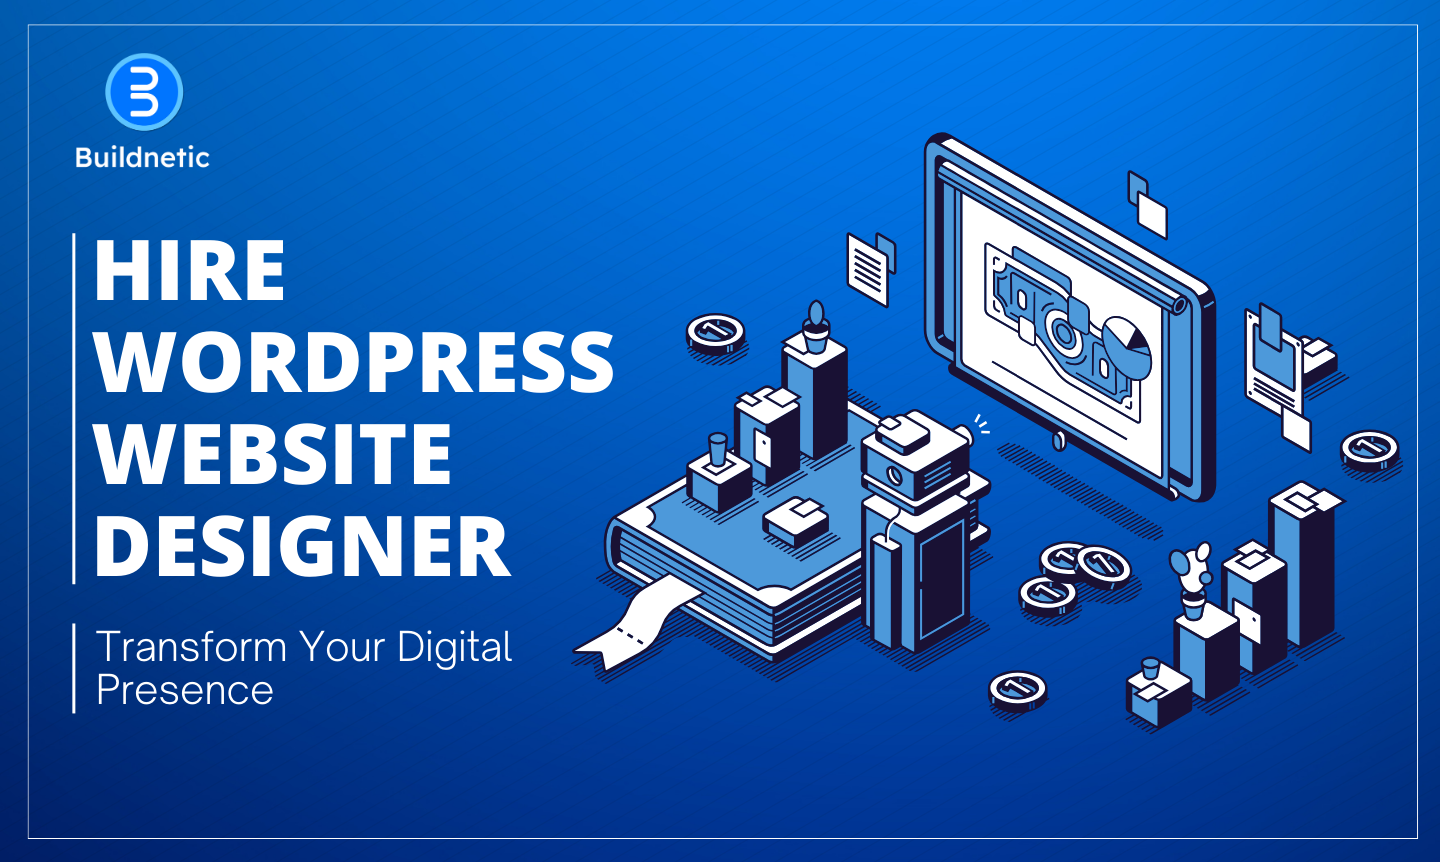 Buildnetic
HIRE
WORDPRESS
WEBSITE
DESIGNER
Transform Your Digital
Presence